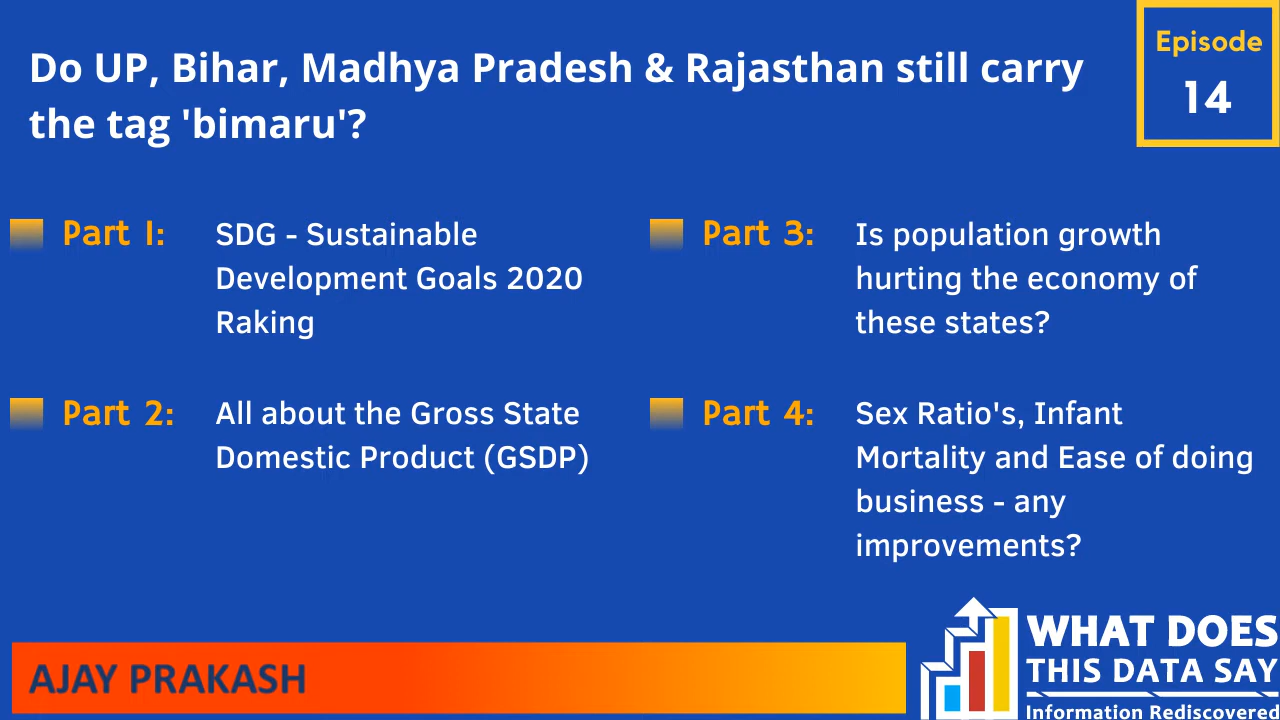 Do UP, Bihar, Madhya Pradesh & Rajasthan still carry
the tag 'bimaru'?
Episode
14
Part 1:
SDG - Sustainable
Development Goals 2020
Raking
Part 2:
All about the Gross State
Domestic Product (GSDP)
Part 3:
Is population growth
hurting the economy of
these states?
Part 4:
Sex Ratio's, Infant
Mortality and Ease of doing
business - any
improvements?
AJAY PRAKASH
WHAT DOES
THIS DATA SAY
Information Rediscovered